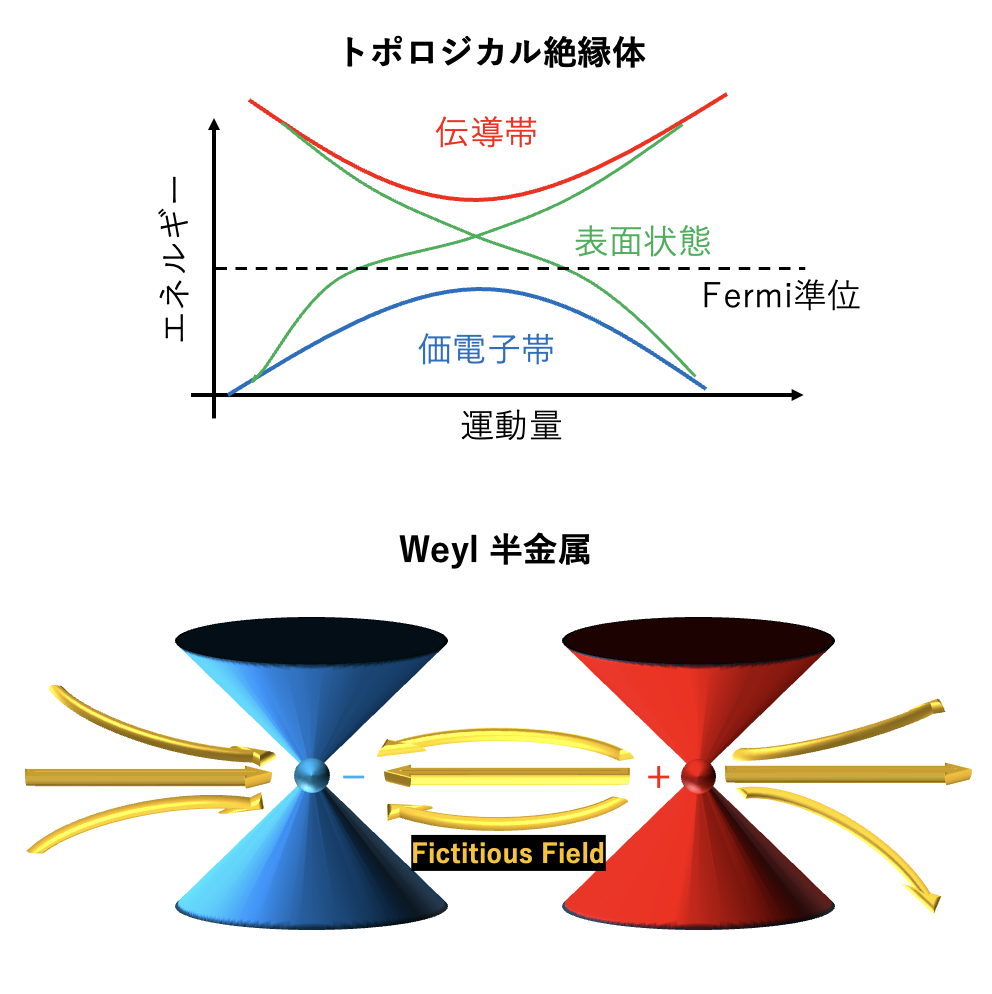 トポロジカル絶縁体
伝導帯
表面状態
Fermi準位
価電子帯
エネルギー
運動量
Weyl 半金属
−
+
Fictitious Field